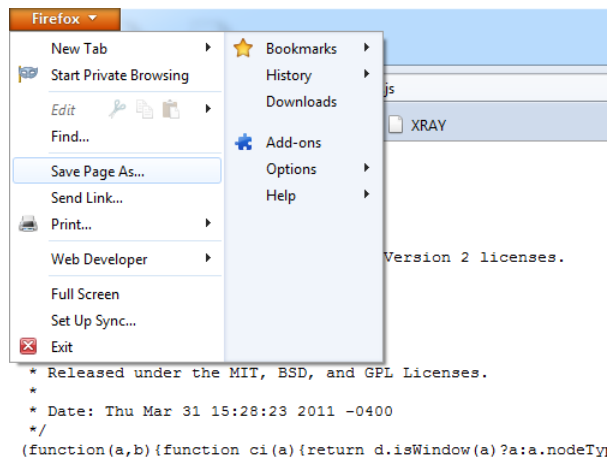 Firefox
New Tab
Start Private Browsing
Edit
Find...
Save Page As...
Send Link...
Print...
Web Developer
Full Screen
Set Up Sync...
Exit
Bookmarks
History
Downloads
Add-ons
Options
Help
js
XRAY
Version 2 licenses.
* Released under the MIT, BSD, and GPL Licenses.
*
* Date: Thu Mar 31 15:28:23 2011 -0400
*/
(function(a,b){function ci(a){return d.isWindow(a)?a:a.nodeTyp